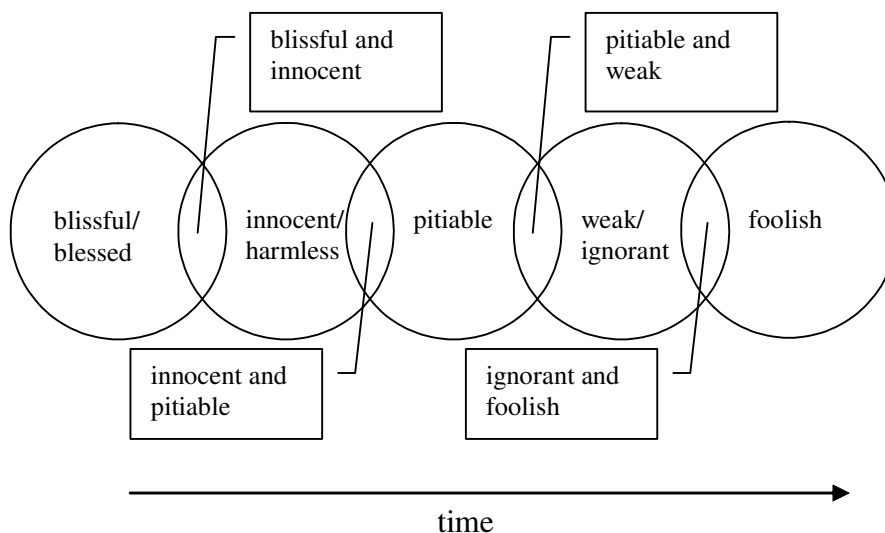 blissful and
innocent
pitiable and
weak
blissful/
blessed
innocent/
harmless
pitiable
weak/
ignorant
foolish
innocent and
pitiable
ignorant and
foolish
time